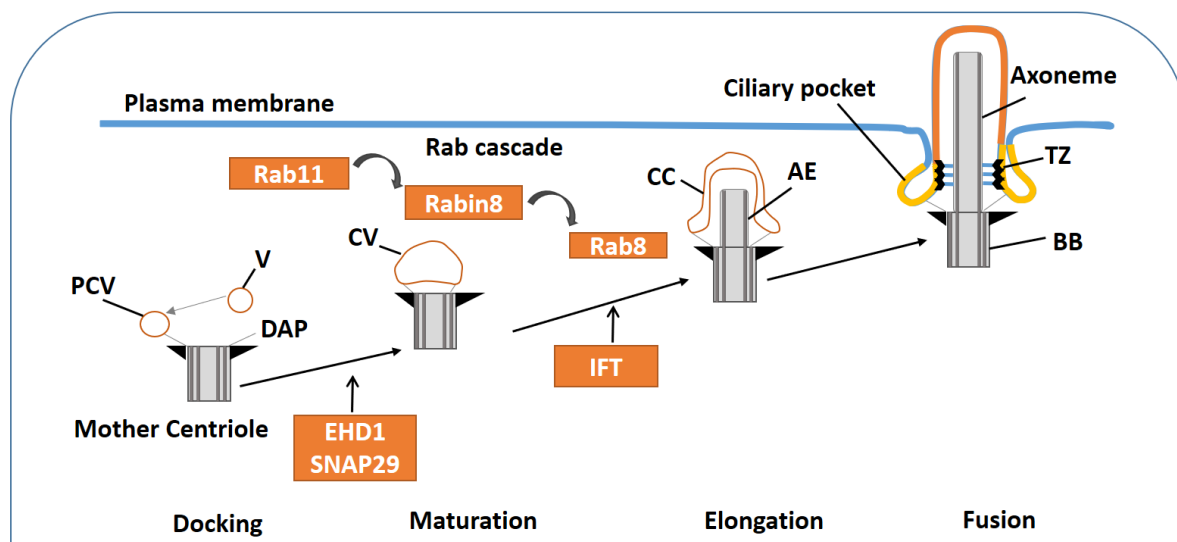 Plasma membrane
Ciliary pocket
Axoneme
Rab cascade
Rab11
Rabin8
Rab8
CC
AE
TZ
CV
BB
V
PCV
DAP
IFT
Mother Centriole
EHD1
SNAP29
Docking
Maturation
Elongation
Fusion